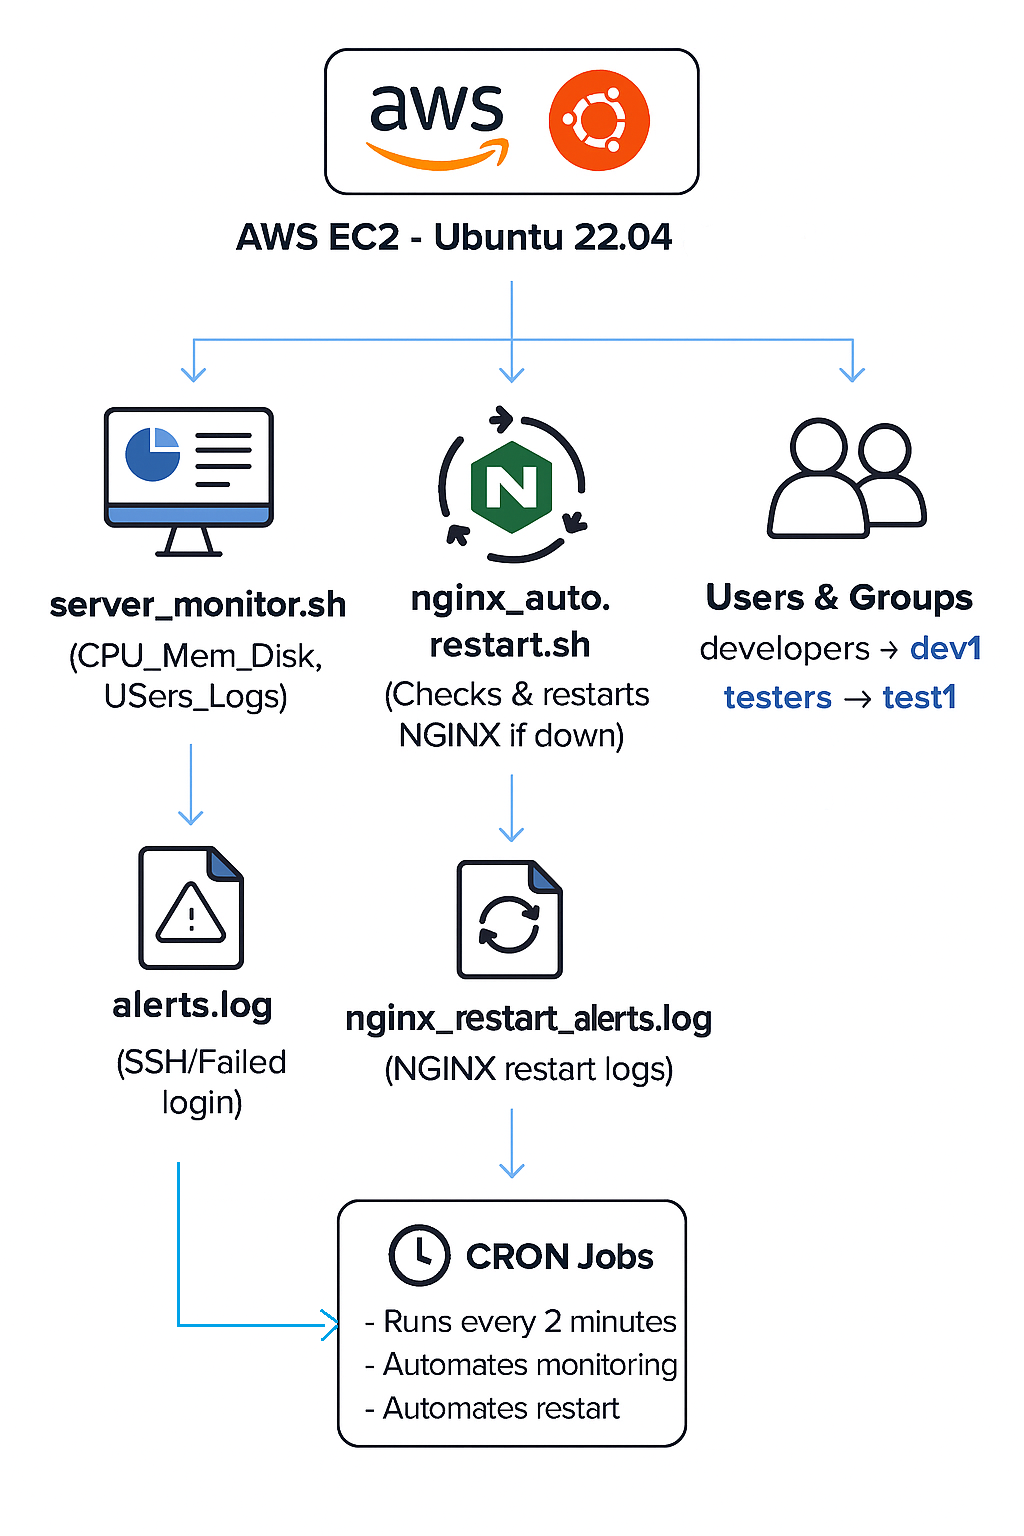 aws
AWS EC2 - Ubuntu 22.04
server_monitor.sh
(CPU_Mem_Disk,
USers_Logs)
N
nginx_auto.
restart.sh
(Checks & restarts
NGINX if down)
Users & Groups
developers → dev1
testers → test1
alerts.log
(SSH/Failed
login)
nginx_restart_alerts.log
(NGINX restart logs)
CRON Jobs
- Runs every 2 minutes
- Automates monitoring
- Automates restart